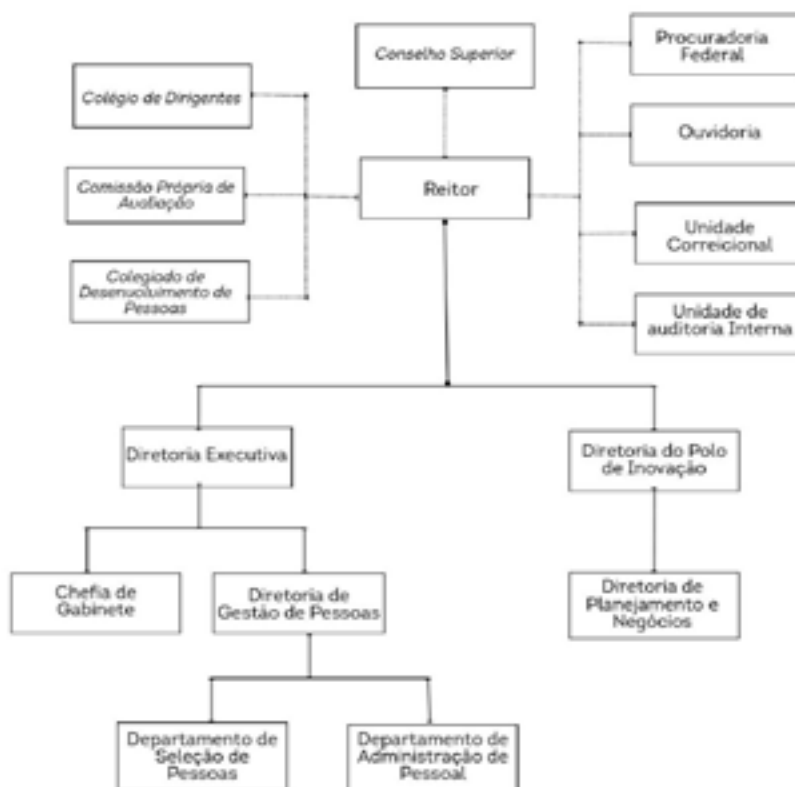 Conselho Superior
Procuradoria
Federal
Colégio de Dirigentes
Ouvidoria
Comissão Própria de
Avaliação
Reitor
Unidade
Correicional
Colegiado de
Desenvolvimento de
Pessoas
Unidade de
auditoria Interna
Diretoria Executiva
Diretoria do Polo
de Inovação
Chefia de
Gabinete
Diretoria de
Gestão de Pessoas
Diretoria de
Planejamento e
Negócios
Departamento de
Seleção de
Pessoas
Departamento de
Administração de
Pessoal